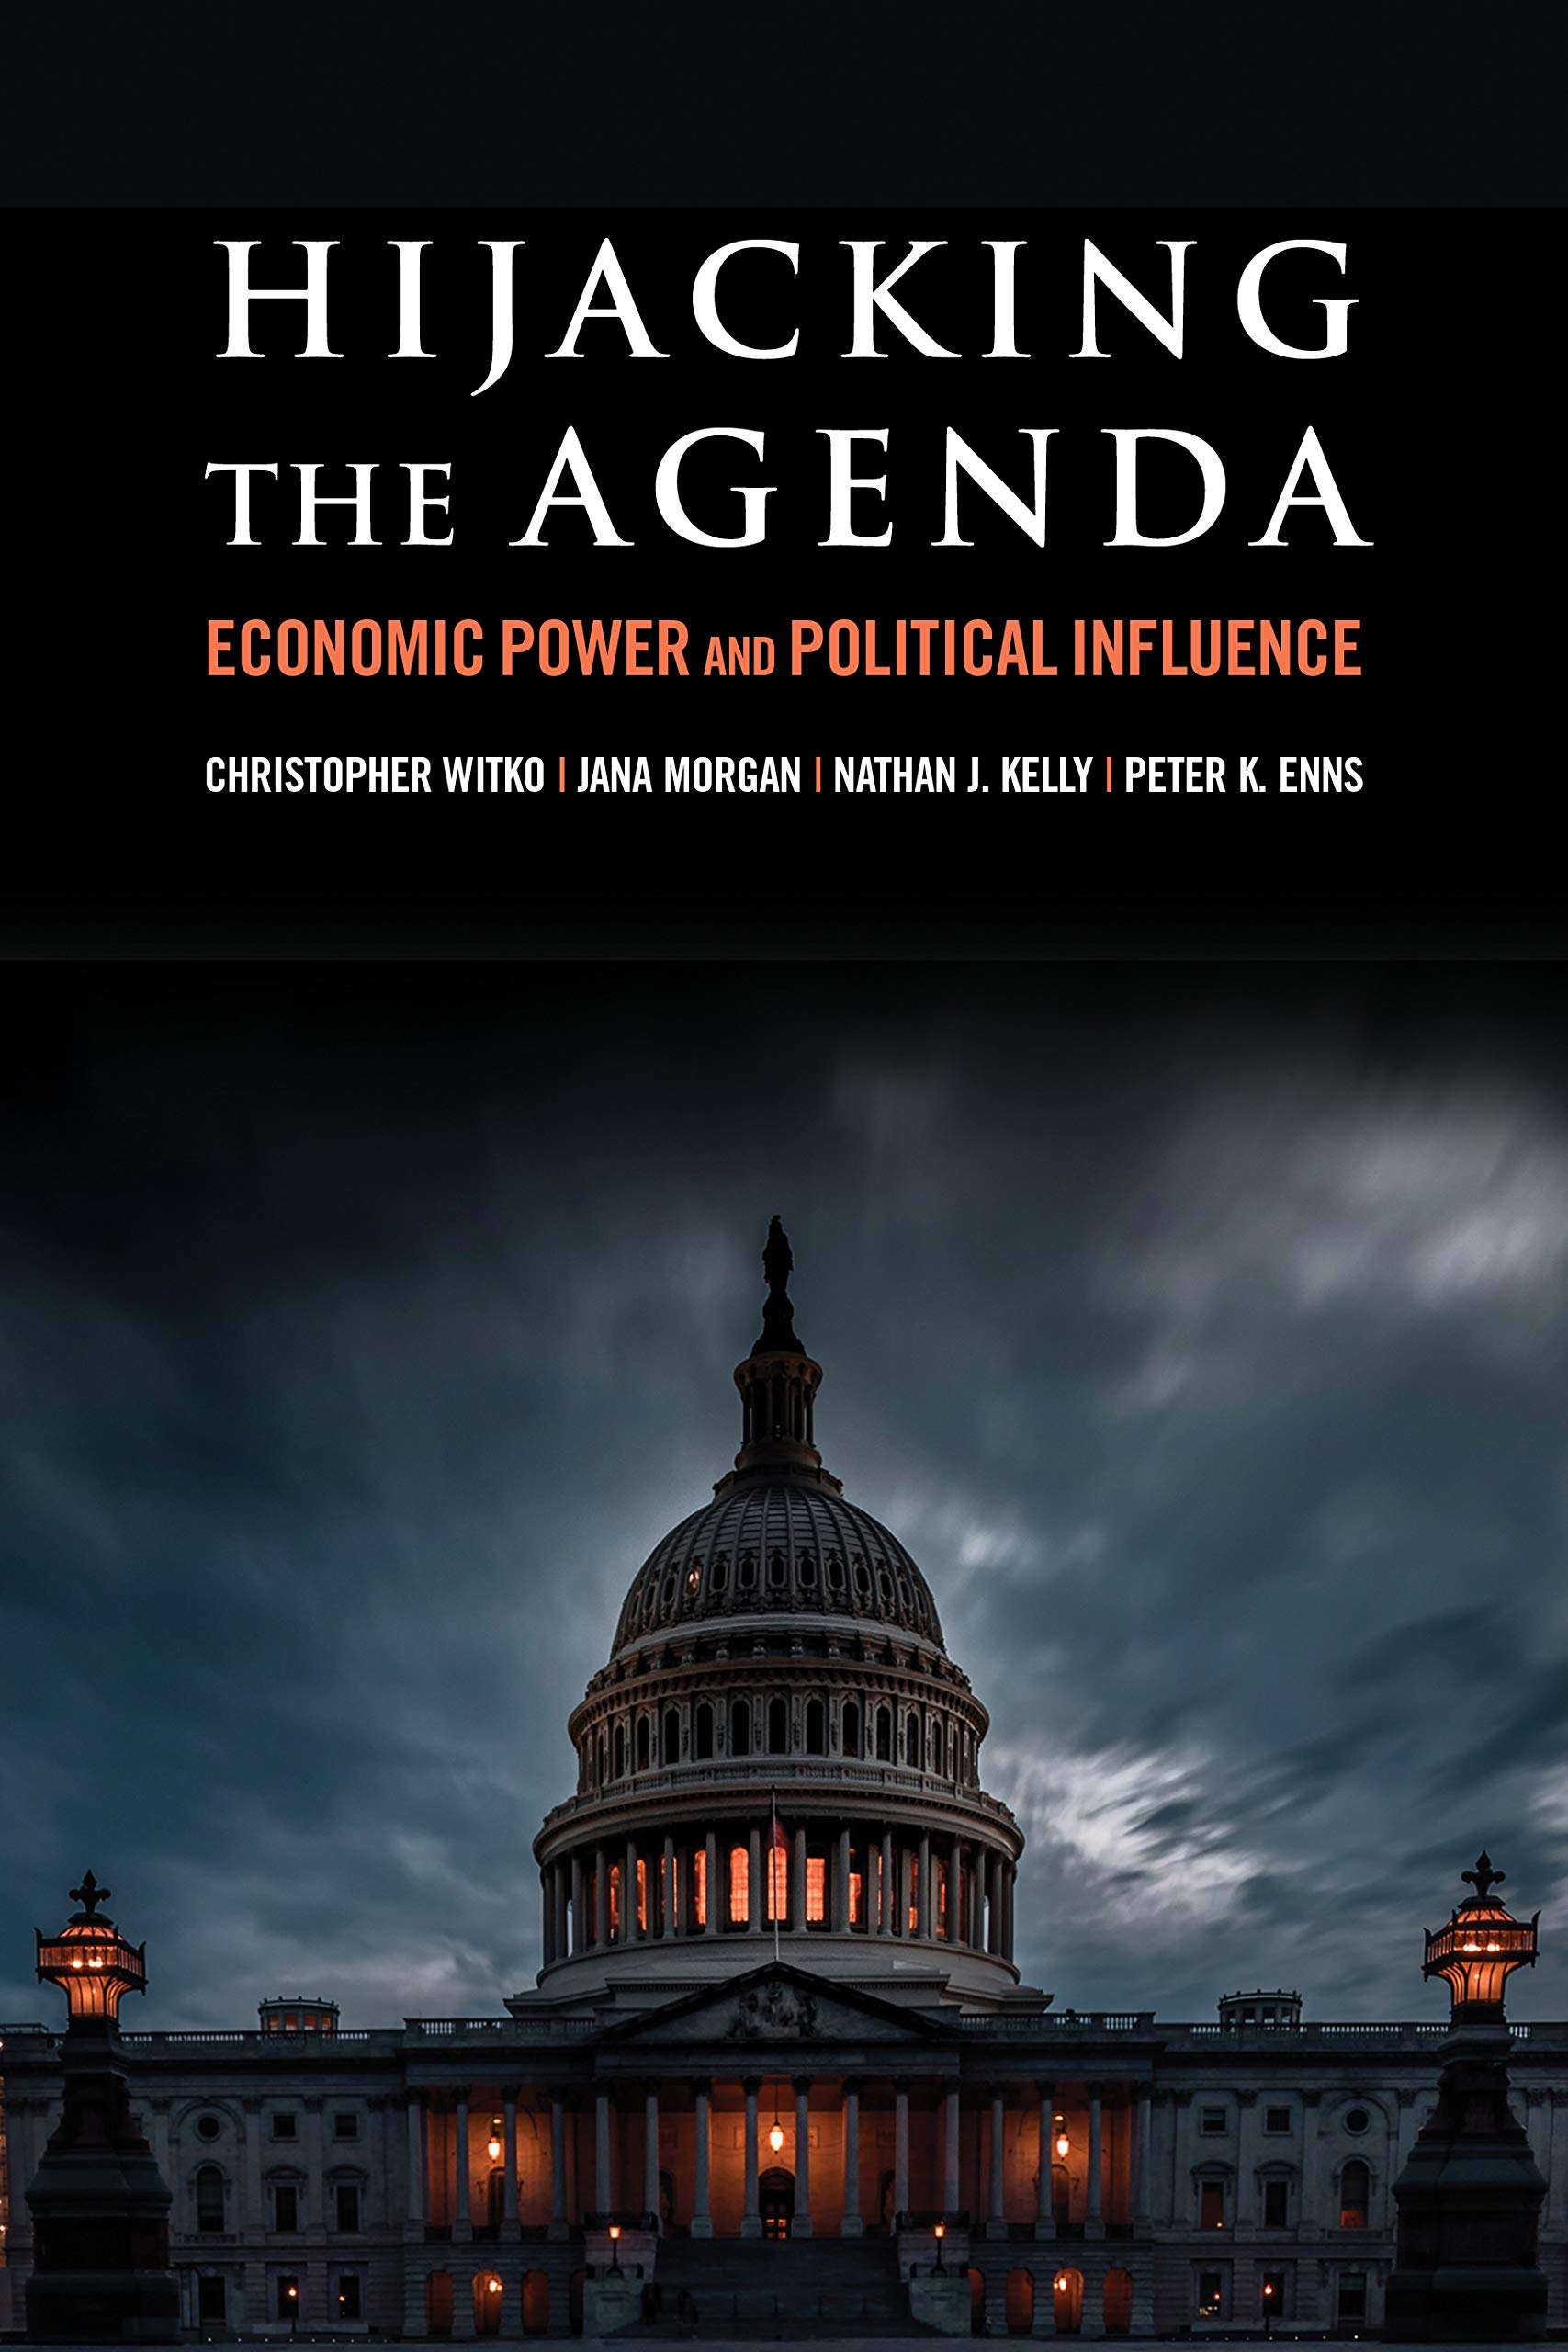 HIJACKING
THE AGENDA
ECONOMIC POWER AND POLITICAL INFLUENCE
CHRISTOPHER WITKO | JANA MORGAN | NATHAN J. KELLY | PETER K. ENNS